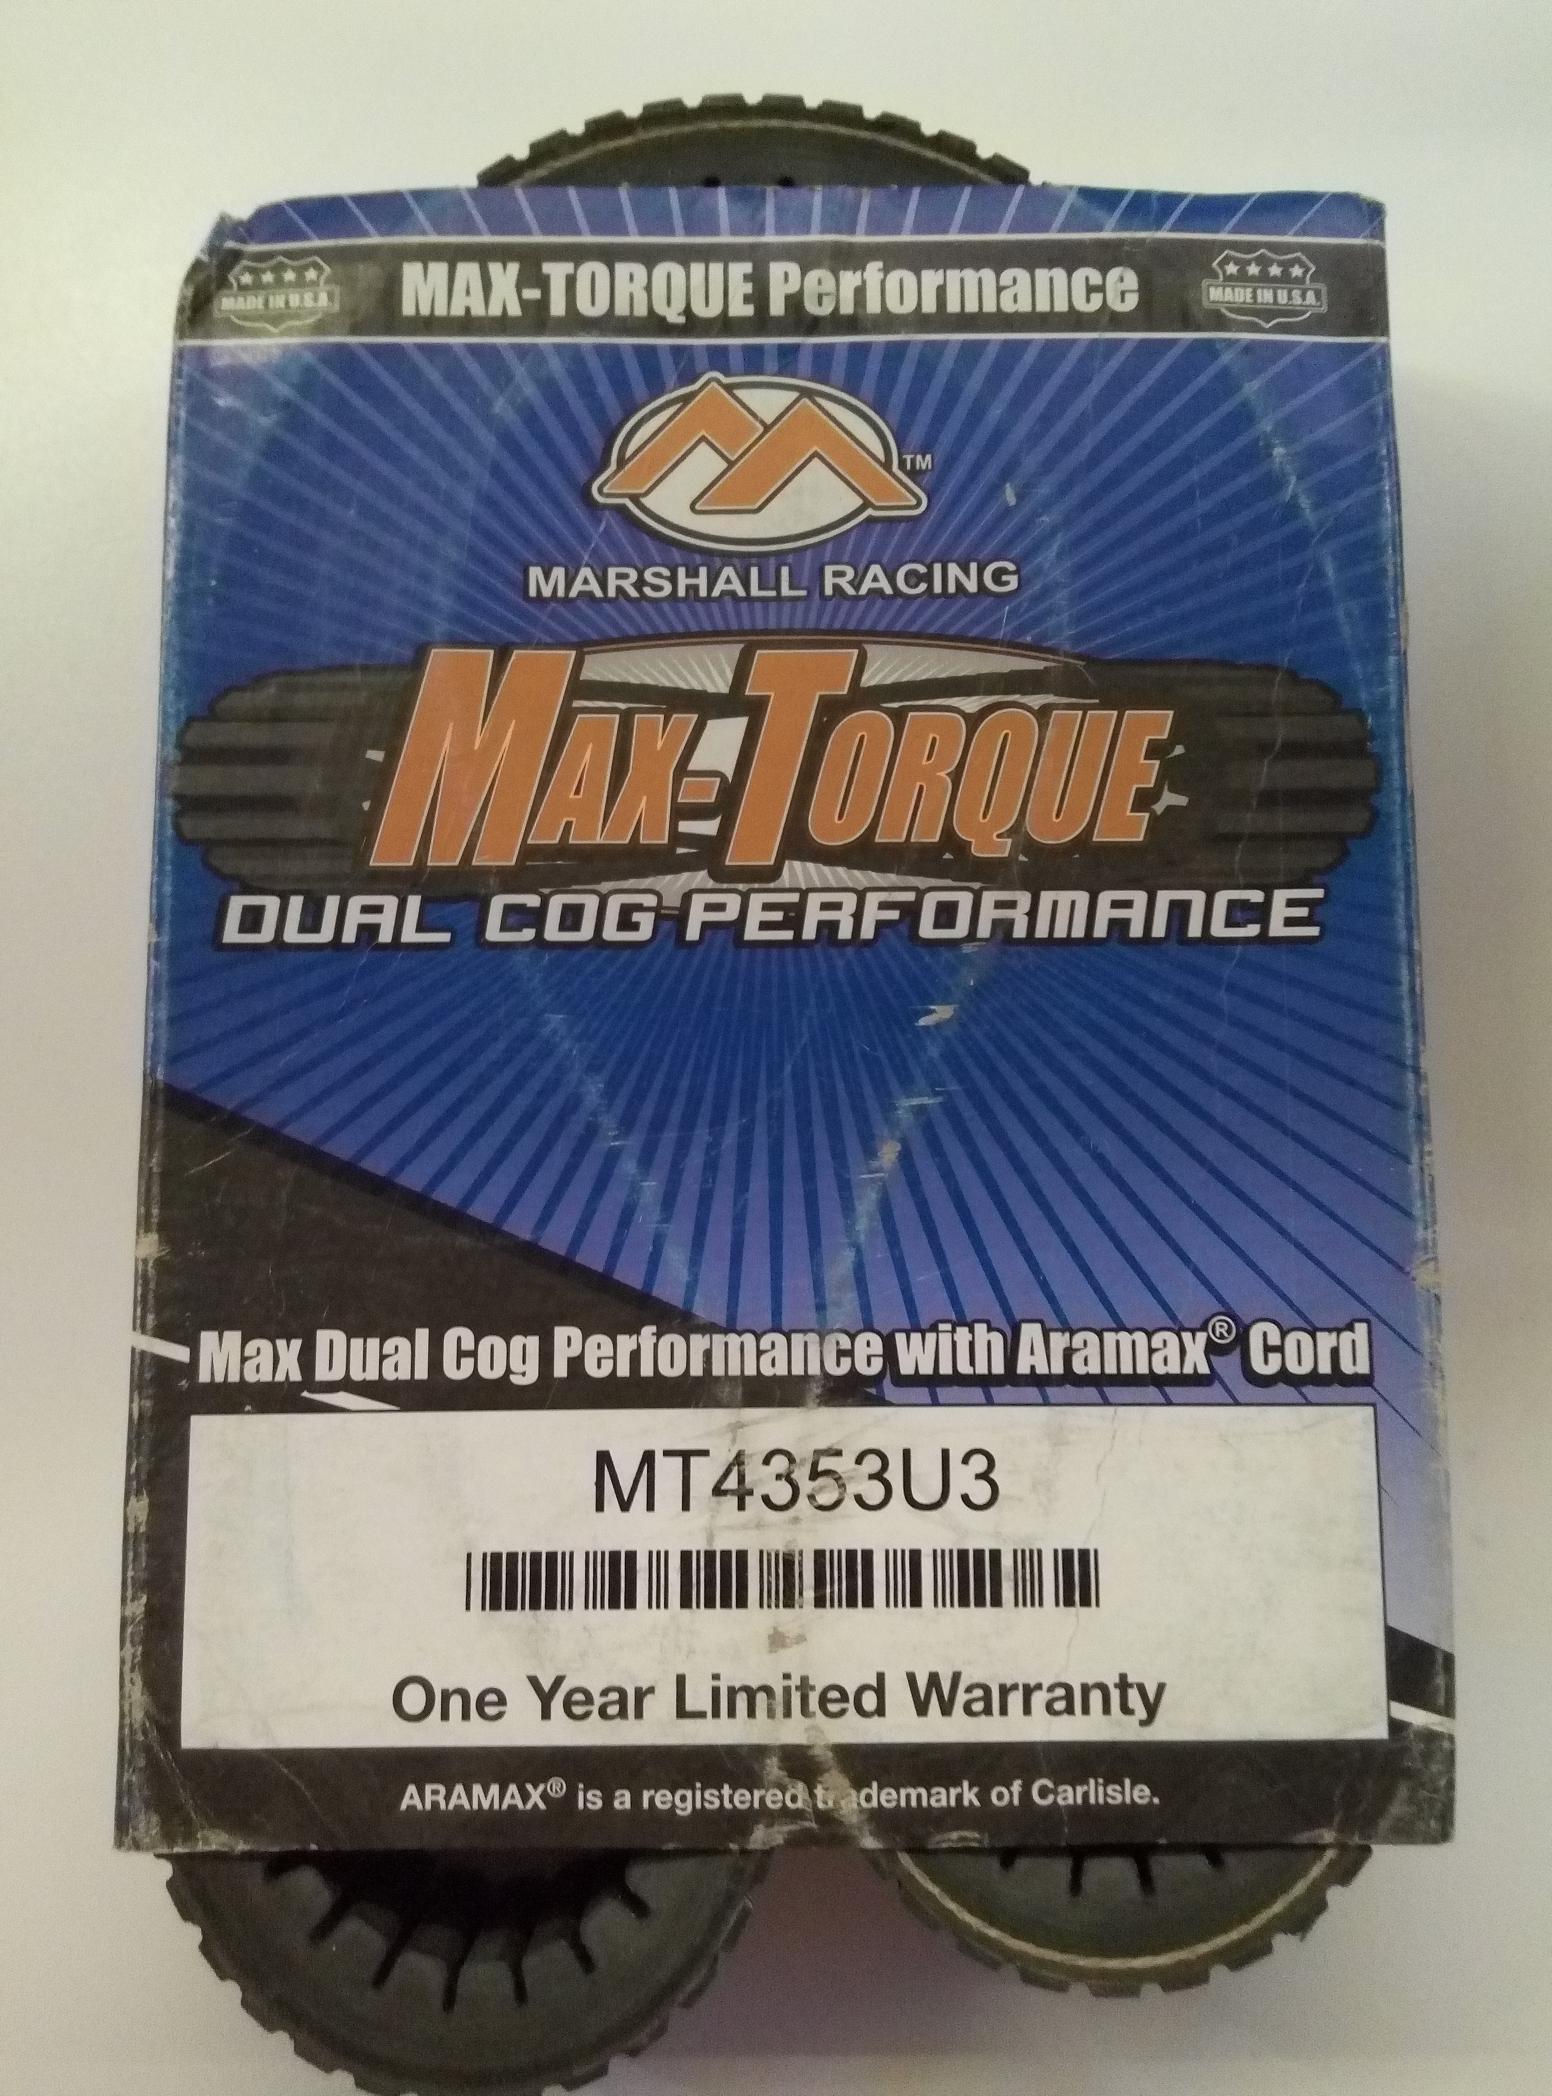 MADE IN U.S.A.
MAX-TORQUE Performance
MADE IN U.S.A.
TM
MARSHALL RACING
MAX-TORQUE
DUAL COG PERFORMANCE
Max Dual Cog Performance with Aramax® Cord
MT4353U3
One Year Limited Warranty
ARAMAX® is a registered trademark of Carlisle.